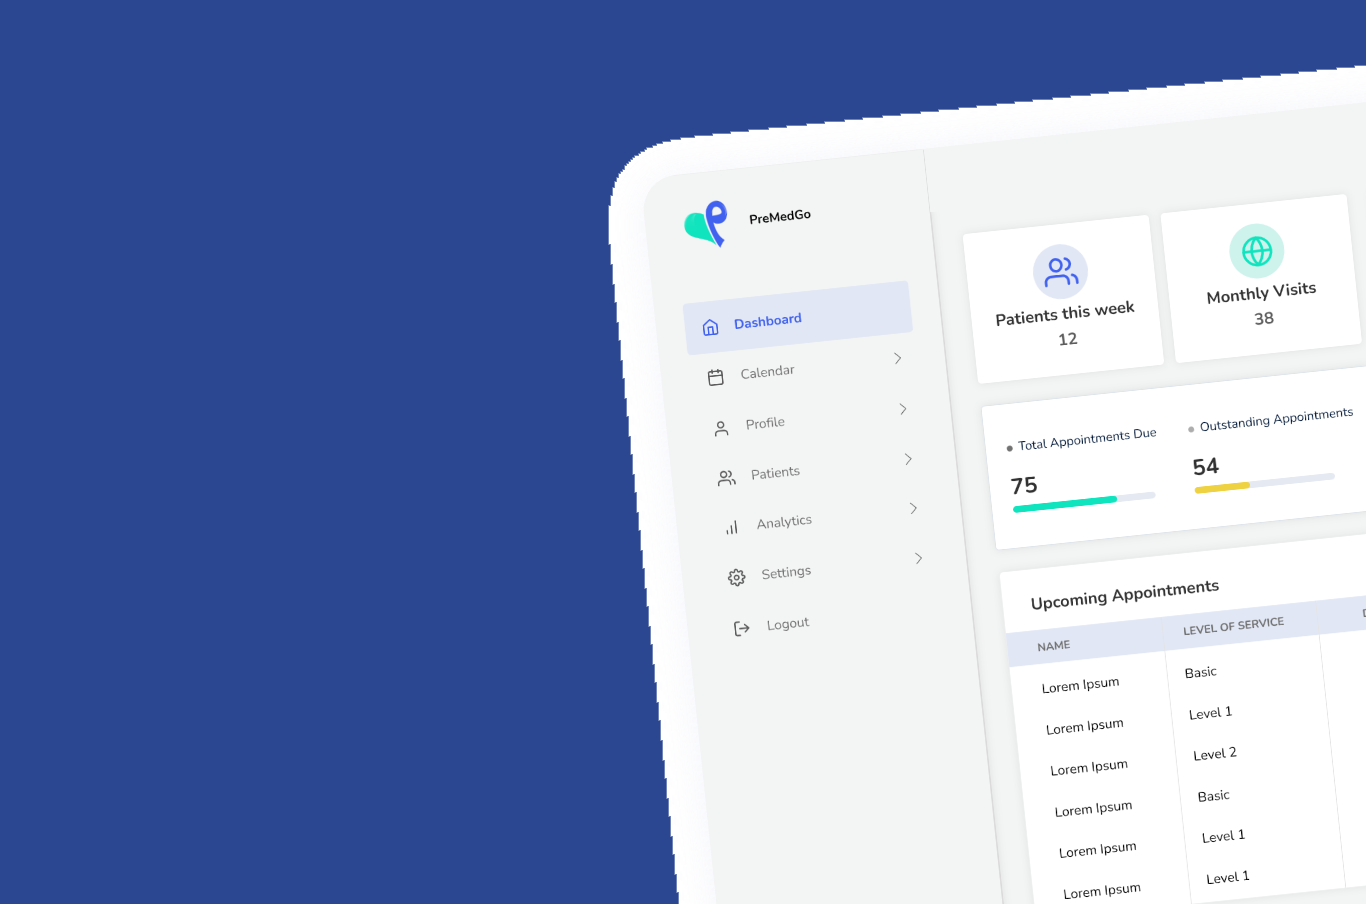 PreMedGo
Dashboard
Calendar
Profile
Patients
Analytics
Settings
Logout
Patients this week
12
Monthly Visits
38
Total Appointments Due
75
Outstanding Appointments
54
Upcoming Appointments
NAME LEVEL OF SERVICE
Lorem Ipsum Basic
Lorem Ipsum Level 1
Lorem Ipsum Level 2
Lorem Ipsum Basic
Lorem Ipsum Level 1
Lorem Ipsum Level 1